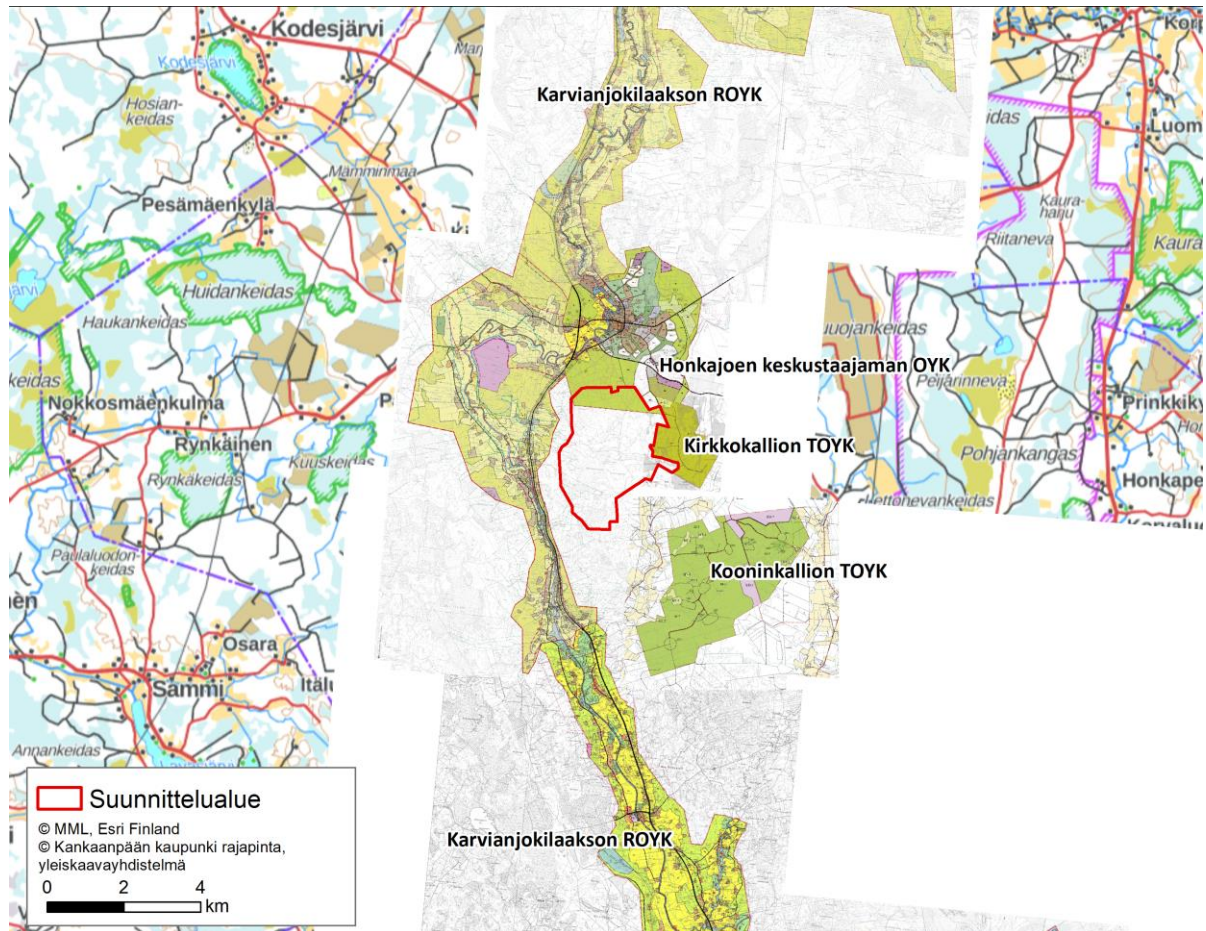 Kodesjärvi
Kodesjärvi
Hosian-
keidas
Mamminmaa
Pesämäenkylä
Huidankeidas
Haukankeidas
Nokkosmäenkulma
Rynkäinen
Rynkäkeidas
Kuuskeidas
Paulaluodon-
keidas
Osara
Sammi
Annankeidas
Karvianjokilaakson ROYK
Honkajoen keskustaajaman OYK
Kirkkokallion TOYK
Kooninkallion TOYK
Karvianjokilaakson ROYK
Luom
Kaura-
harju
Riitaneva
Kaura
Peijärinneva
Prinkkiky
Pohjankangas
Honkape
Suunnittelualue
© MML, Esri Finland
© Kankaanpään kaupunki rajapinta,
yleiskaavayhdistelmä
0 2 4
km